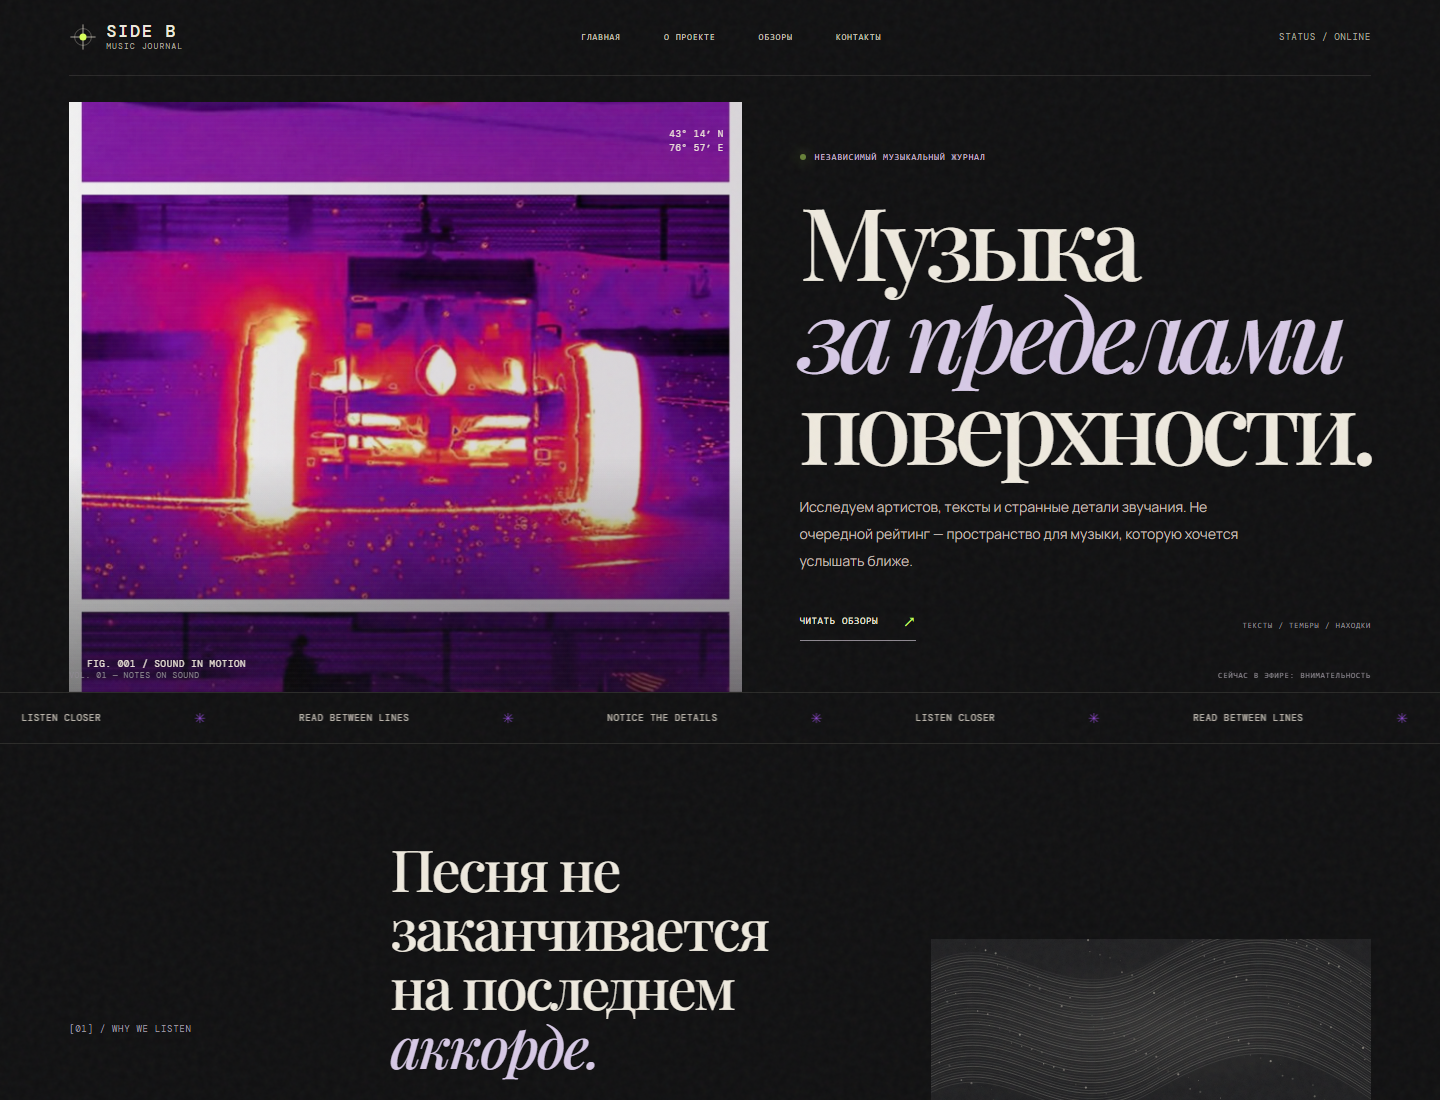 SIDE B
MUSIC JOURNAL
ГЛАВНАЯ
О ПРОЕКТЕ
ОБЗОРЫ
КОНТАКТЫ
STATUS / ONLINE
43° 14′ N
76° 57′ E
FIG. 001 / SOUND IN MOTION
. 01 — NOTES ON SOUND
НЕЗАВИСИМЫЙ МУЗЫКАЛЬНЫЙ ЖУРНАЛ
Музыка
за пределами
поверхности.
Исследуем артистов, тексты и странные детали звучания. Не
очередной рейтинг — пространство для музыки, которую хочется
услышать ближе.
ЧИТАТЬ ОБЗОРЫ ↗
ТЕКСТЫ / ТЕМБРЫ / НАХОДКИ
СЕЙЧАС В ЭФИРЕ: ВНИМАТЕЛЬНОСТЬ
LISTEN CLOSER ✳ READ BETWEEN LINES ✳ NOTICE THE DETAILS ✳ LISTEN CLOSER ✳ READ BETWEEN LINES ✳
Песня не
заканчивается
на последнем
аккорде.
[01] / WHY WE LISTEN